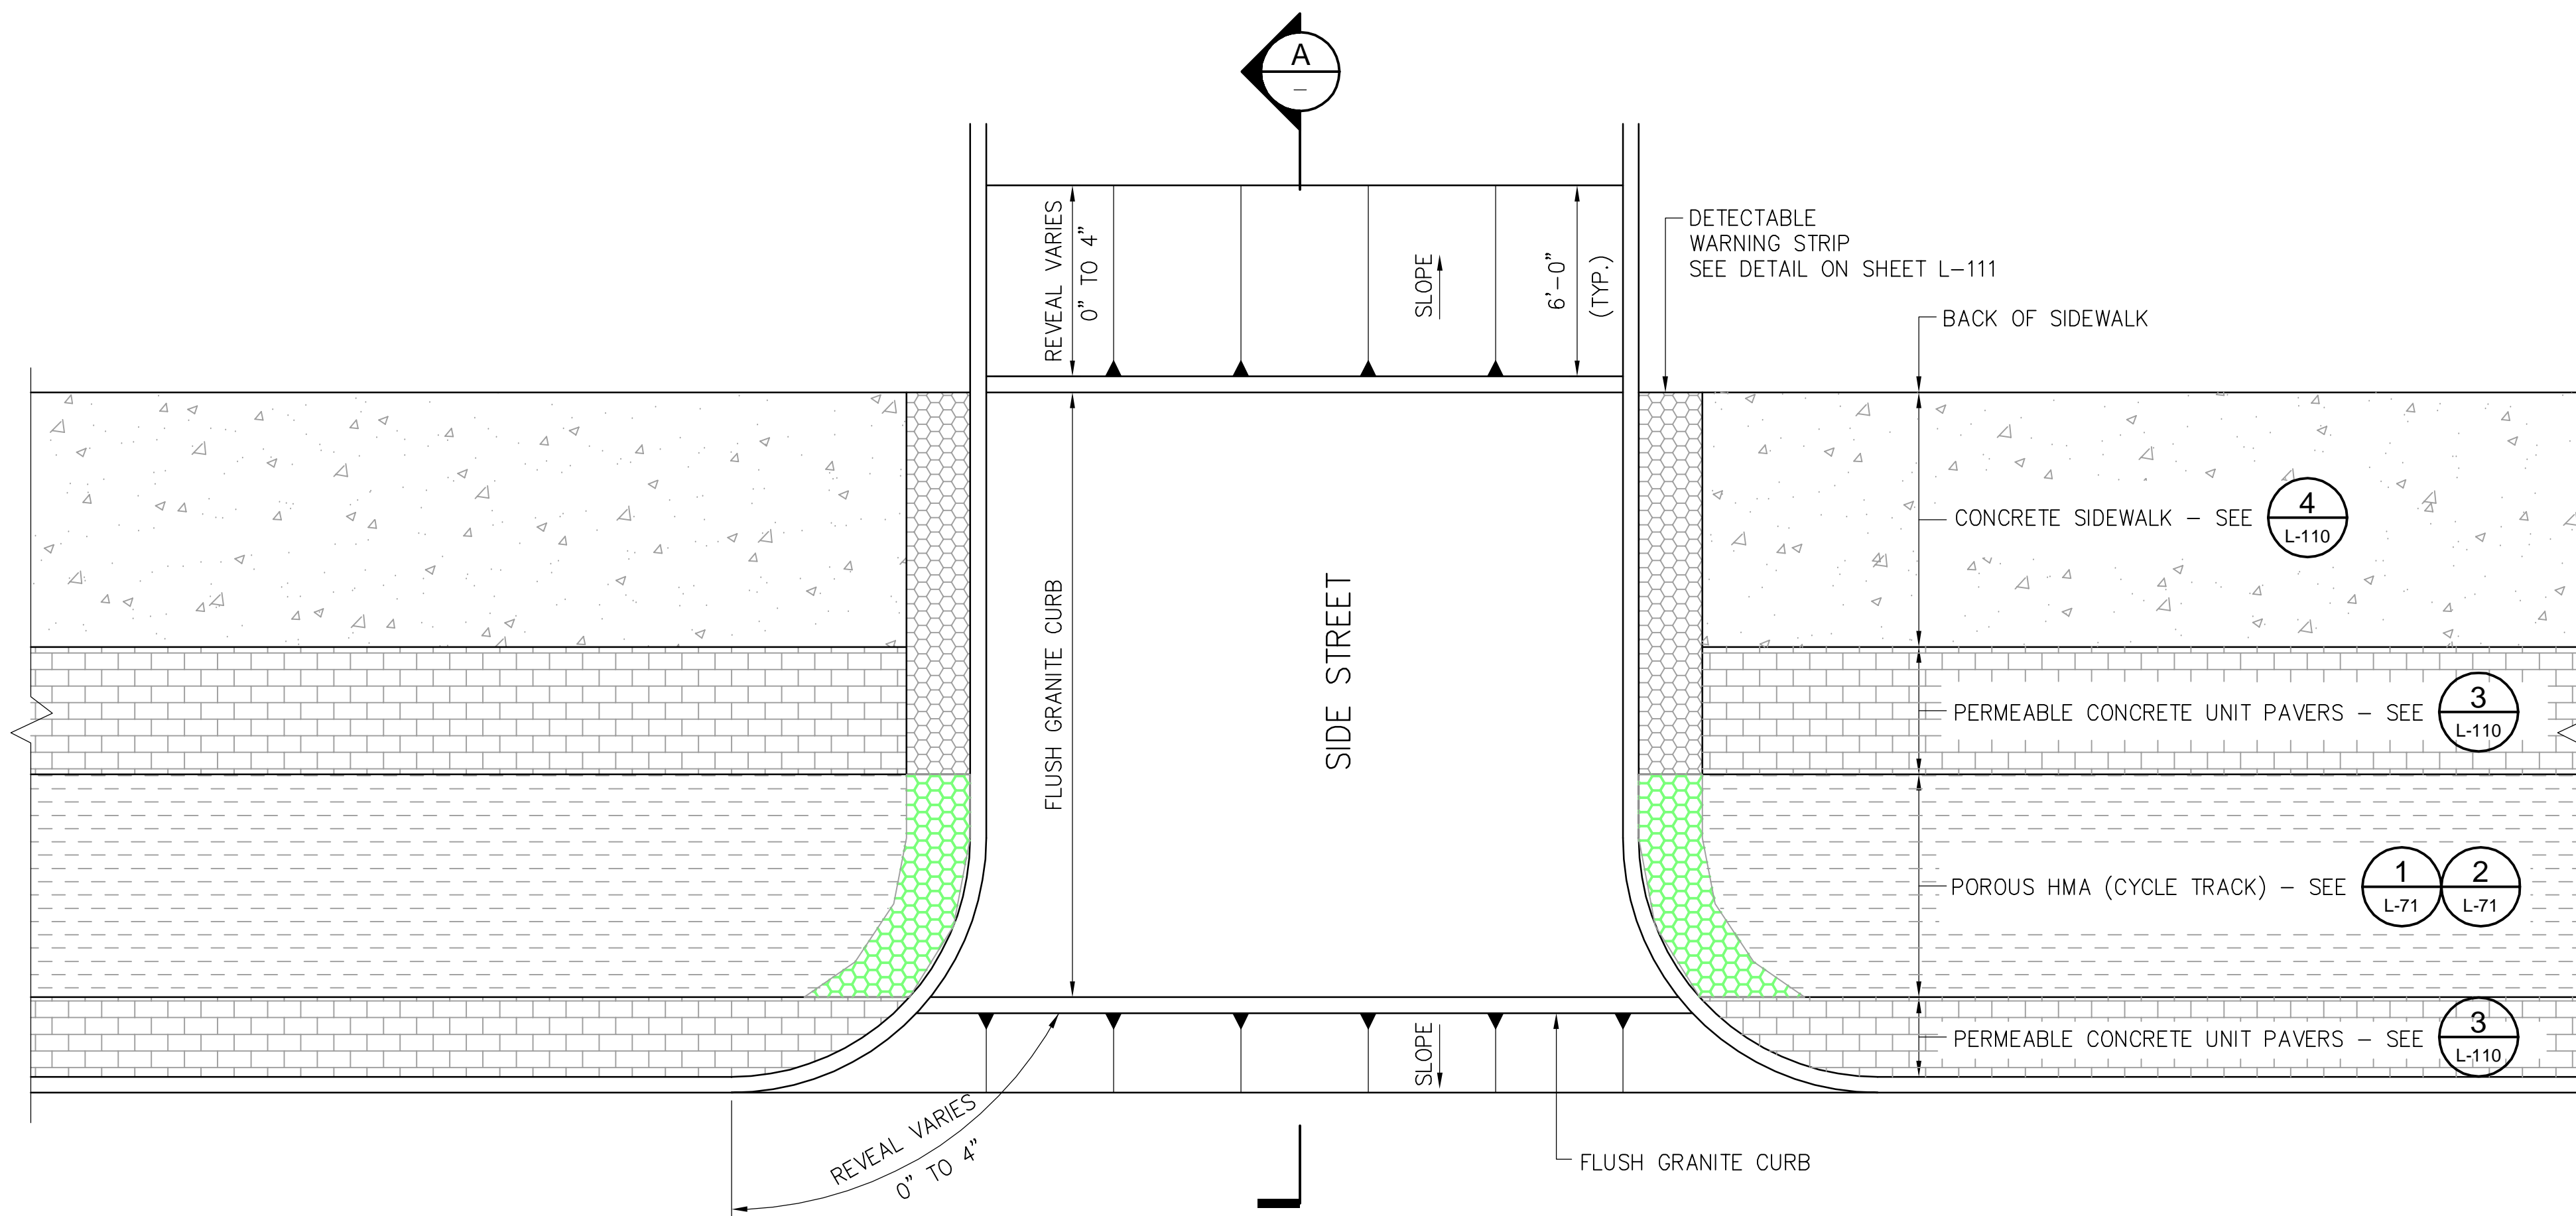 A
–
REVEAL VARIES
0" TO 4"
SLOPE
6'-0"
(TYP.)
DETECTABLE
WARNING STRIP
SEE DETAIL ON SHEET L-111
BACK OF SIDEWALK
CONCRETE SIDEWALK – SEE
4
L-110
FLUSH GRANITE CURB
SIDE STREET
PERMEABLE CONCRETE UNIT PAVERS – SEE
3
L-110
POROUS HMA (CYCLE TRACK) – SEE
1
L-71
2
L-71
PERMEABLE CONCRETE UNIT PAVERS – SEE
3
L-110
SLOPE
REVEAL VARIES
0" TO 4"
FLUSH GRANITE CURB